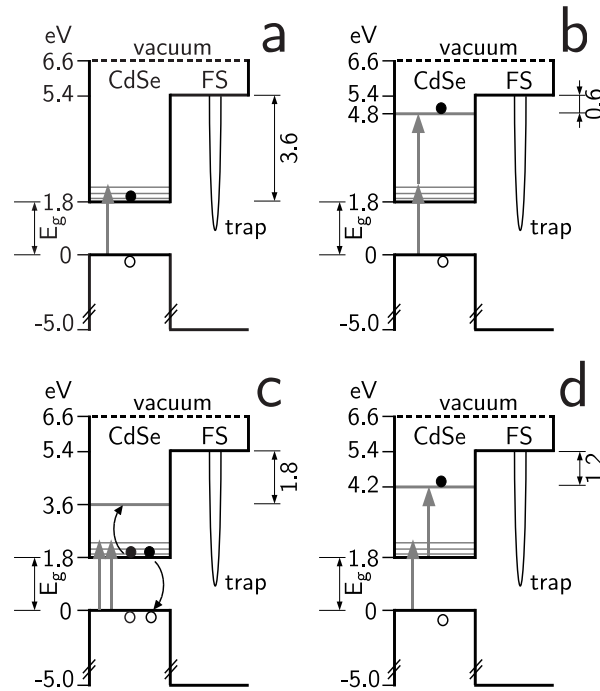 eV
vacuum
a
6.6
CdSe
FS
5.4
3.6
1.8
trap
Eg
0
-5.0
eV
vacuum
b
6.6
CdSe
FS
5.4
0.6
4.8
1.8
trap
Eg
0
-5.0
eV
vacuum
c
6.6
CdSe
FS
5.4
1.8
3.6
1.8
trap
Eg
0
-5.0
eV
vacuum
d
6.6
CdSe
FS
5.4
1.2
4.2
1.8
trap
Eg
0
-5.0